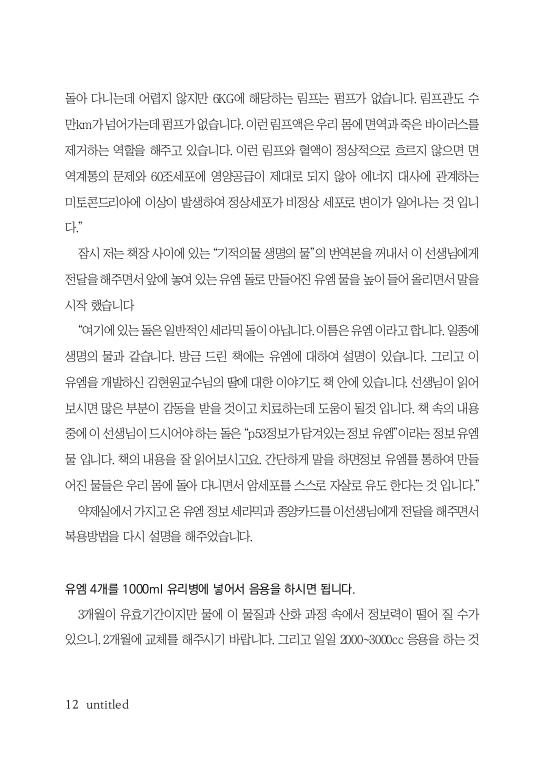 돌아 다니는데 어렵지 않지만 6KG에 해당하는 림프는 펌프가 없습니다. 림프관도 수
만km가 넘어가는데 펌프가 없습니다. 이런 림프액은 우리 몸에 면역과 죽은 바이러스를
제거하는 역할을 해주고 있습니다. 이런 림프와 혈액이 정상적으로 흐르지 않으면 면
역계통의 문제와 60조세포에 영양공급이 제대로 되지 않아 에너지 대사에 관계하는
미토콘드리아에 이상이 발생하여 정상세포가 비정상 세포로 변이가 일어나는 것 입니
다.”
잠시 저는 책장 사이에 있는 “기적의물 생명의 물”의 번역본을 꺼내서 이 선생님에게
전달을 해주면서 앞에 놓여 있는 유엠 돌로 만들어진 유엠 물을 높이 들어 올리면서 말을
시작 했습니다
“여기에 있는 돌은 일반적인 세라믹 돌이 아닙니다. 이름은 유엠 이라고 합니다. 일종에
생명의 물과 같습니다. 방금 드린 책에는 유엠에 대하여 설명이 있습니다. 그리고 이
유엠을 개발하신 김현원교수님의 딸에 대한 이야기도 책 안에 있습니다. 선생님이 읽어
보시면 많은 부분이 감동을 받을 것이고 치료하는데 도움이 될것 입니다. 책 속의 내용
중에 이 선생님이 드시어야 하는 돌은 “p53정보가 담겨있는 정보 유엠”이라는 정보 유엠
물 입니다. 책의 내용을 잘 읽어보시고요. 간단하게 말을 하면정보 유엠를 통하여 만들
어진 물들은 우리 몸에 돌아 다니면서 암세포를 스스로 자살로 유도 한다는 것 입니다.”
약제실에서 가지고 온 유엠 정보 세라믹과 종양카드를 이선생님에게 전달을 해주면서
복용방법을 다시 설명을 해주었습니다.
유엠 4개를 1000ml 유리병에 넣어서 음용을 하시면 됩니다.
3개월이 유효기간이지만 물에 이 물질과 산화 과정 속에서 정보력이 떨어 질 수가
있으니. 2개월에 교체를 해주시기 바랍니다. 그리고 일일 2000~3000cc 응용을 하는 것
12 untitled